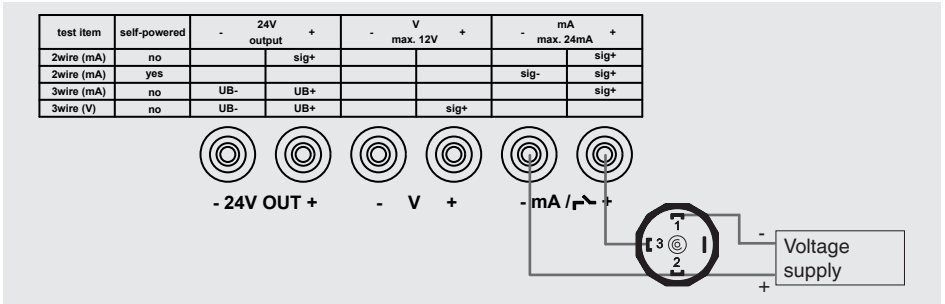 test item self-powered - 24V output + - V max. 12V + - mA max. 24mA +
2wire (mA) no sig+ sig+
2wire (mA) yes sig- sig+
3wire (mA) no UB- UB+ sig+
3wire (V) no UB- UB+ sig+
- 24V OUT + - V + - mA / +
1
3
2
-
Voltage
supply
+